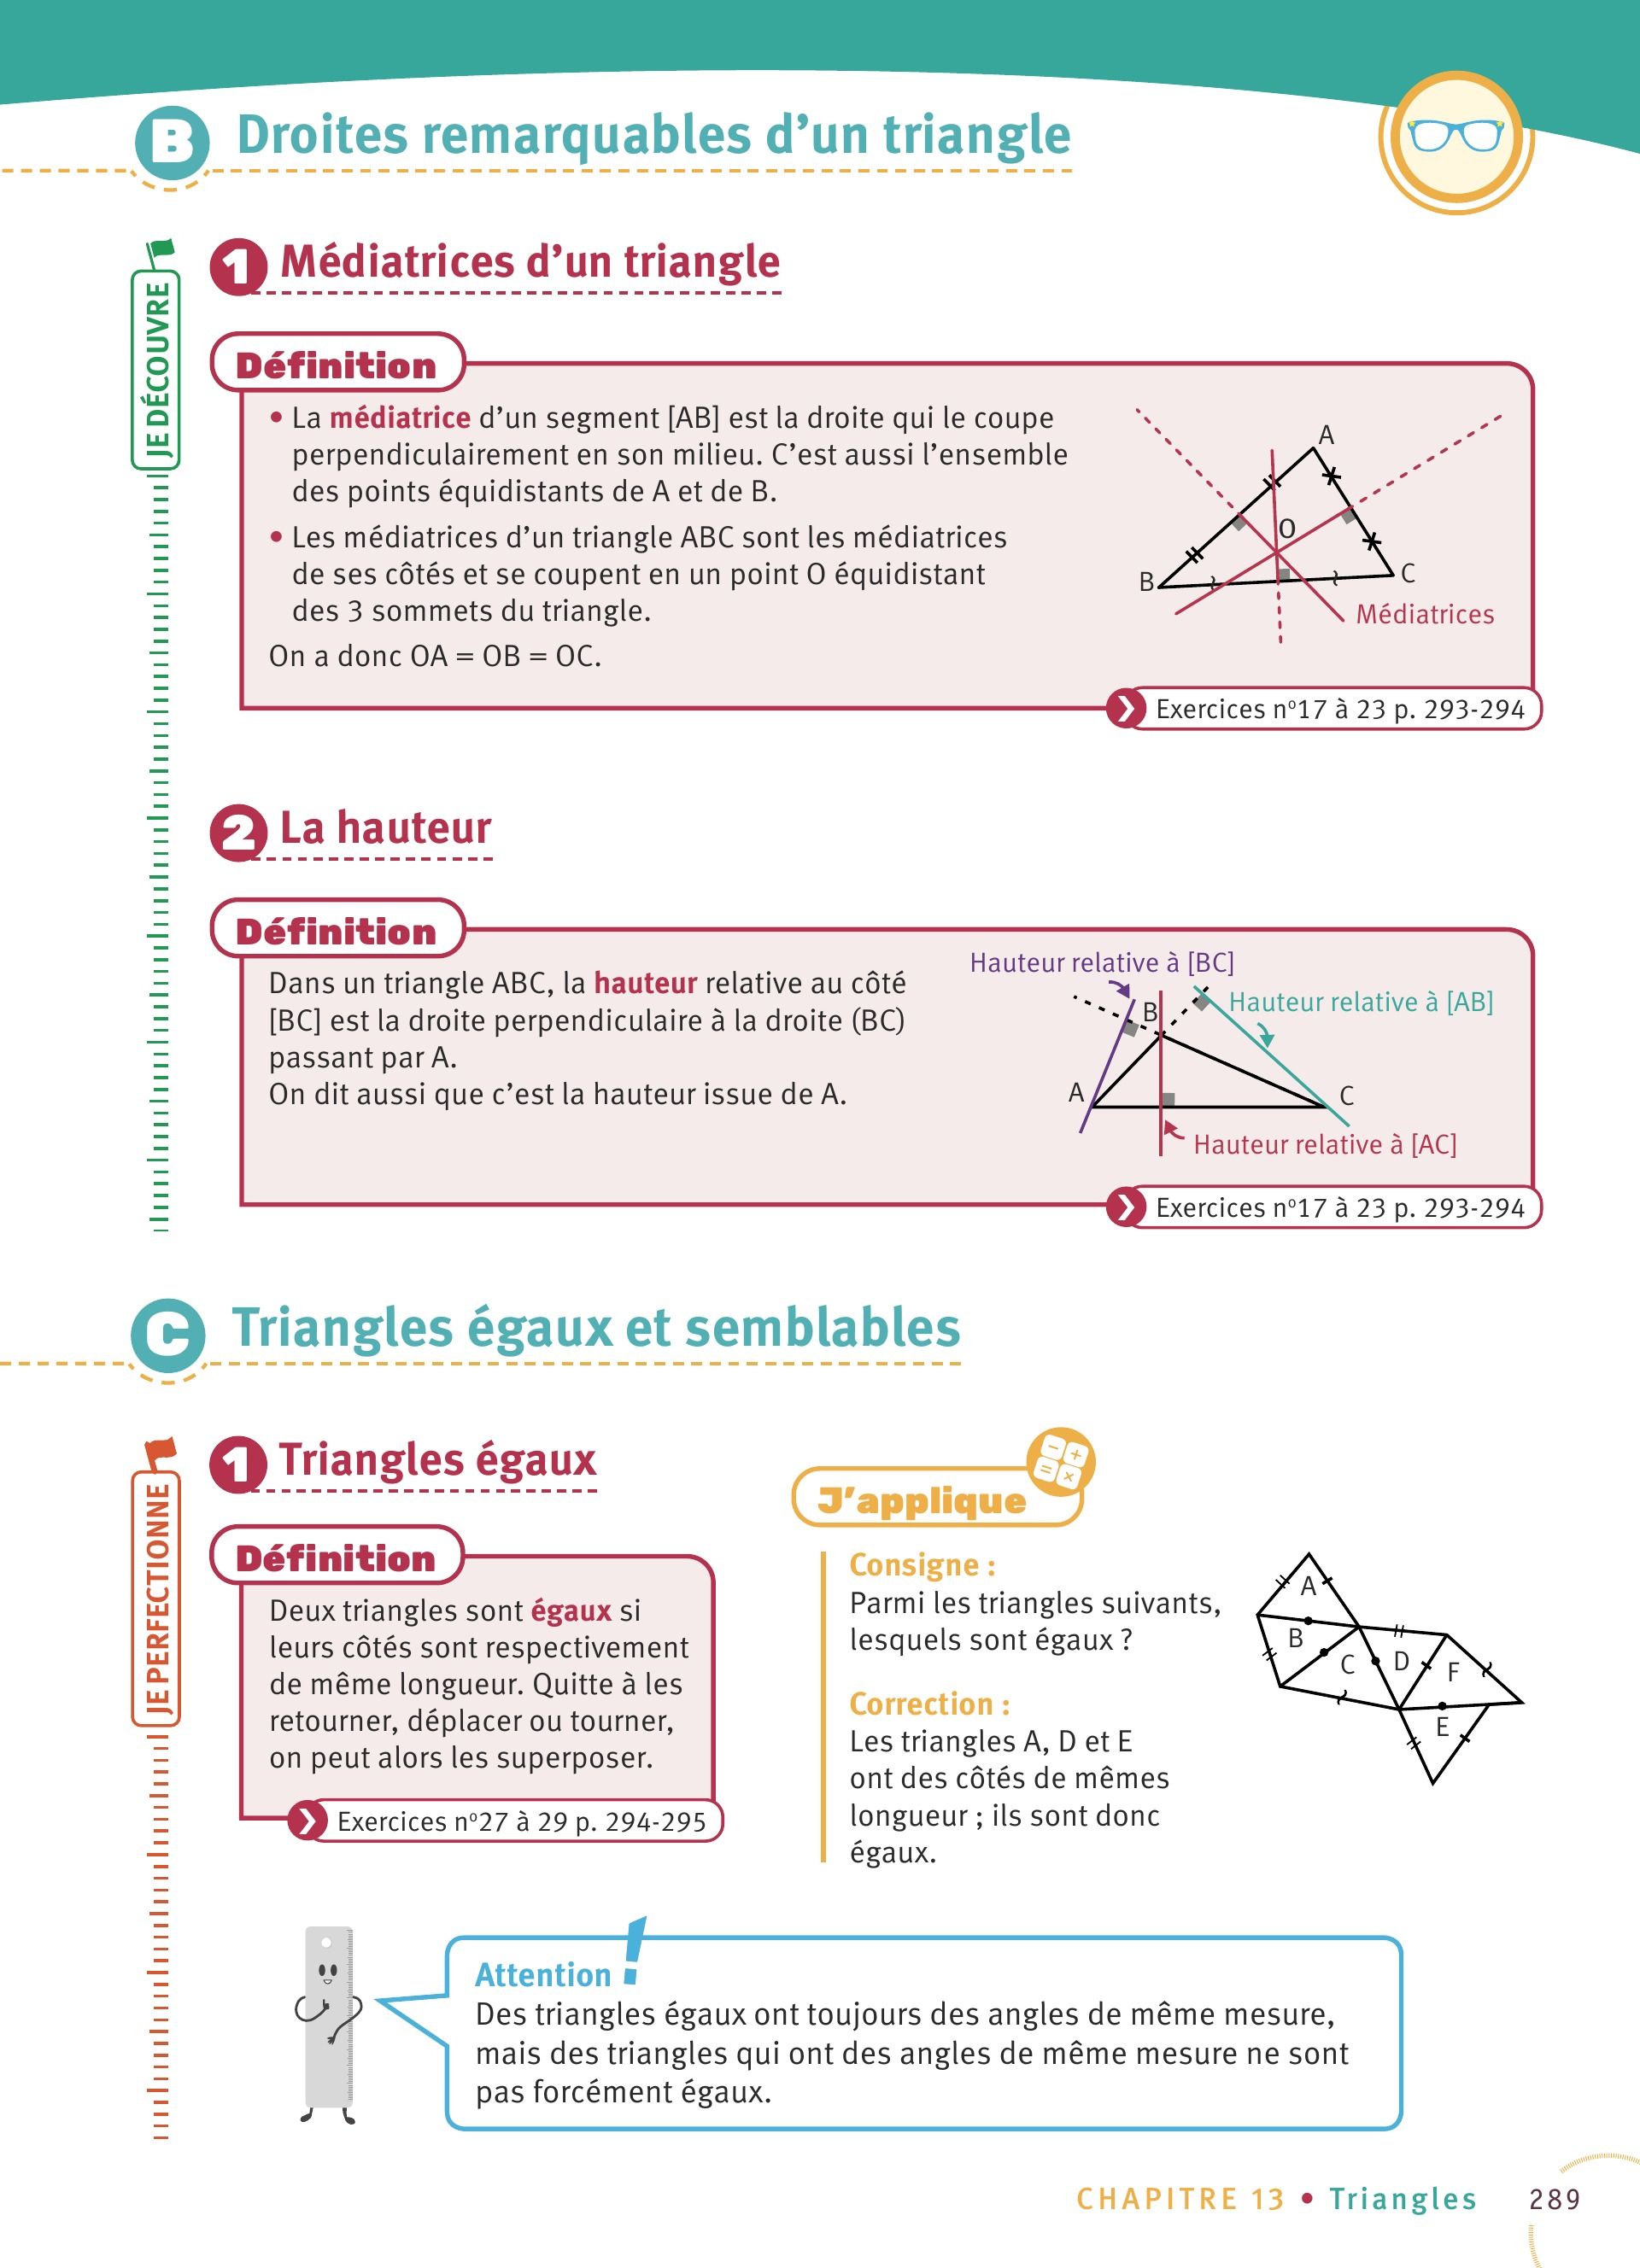 B Droites remarquables d’un triangle
JE DÉCOUVRE
1 Médiatrices d’un triangle
Définition
• La médiatrice d’un segment [AB] est la droite qui le coupe
perpendiculairement en son milieu. C’est aussi l’ensemble
des points équidistants de A et de B.
• Les médiatrices d’un triangle ABC sont les médiatrices
de ses côtés et se coupent en un point O équidistant
des 3 sommets du triangle.
On a donc OA = OB = OC.
A
O
B
C
Médiatrices
Exercices nº17 à 23 p. 293-294
2 La hauteur
Définition
Dans un triangle ABC, la hauteur relative au côté
[BC] est la droite perpendiculaire à la droite (BC)
passant par A.
On dit aussi que c’est la hauteur issue de A.
Hauteur relative à [BC]
B
Hauteur relative à [AB]
A
C
Hauteur relative à [AC]
Exercices nº17 à 23 p. 293-294
C Triangles égaux et semblables
JE PERFECTIONNE
1 Triangles égaux
Définition
Deux triangles sont égaux si
leurs côtés sont respectivement
de même longueur. Quitte à les
retourner, déplacer ou tourner,
on peut alors les superposer.
Exercices nº27 à 29 p. 294-295
J’applique
Consigne :
Parmi les triangles suivants,
lesquels sont égaux ?
Correction :
Les triangles A, D et E
ont des côtés de mêmes
longueur ; ils sont donc
égaux.
A
B
C
D
F
E
Attention !
Des triangles égaux ont toujours des angles de même mesure,
mais des triangles qui ont des angles de même mesure ne sont
pas forcément égaux.
CHAPITRE 13 • Triangles 289